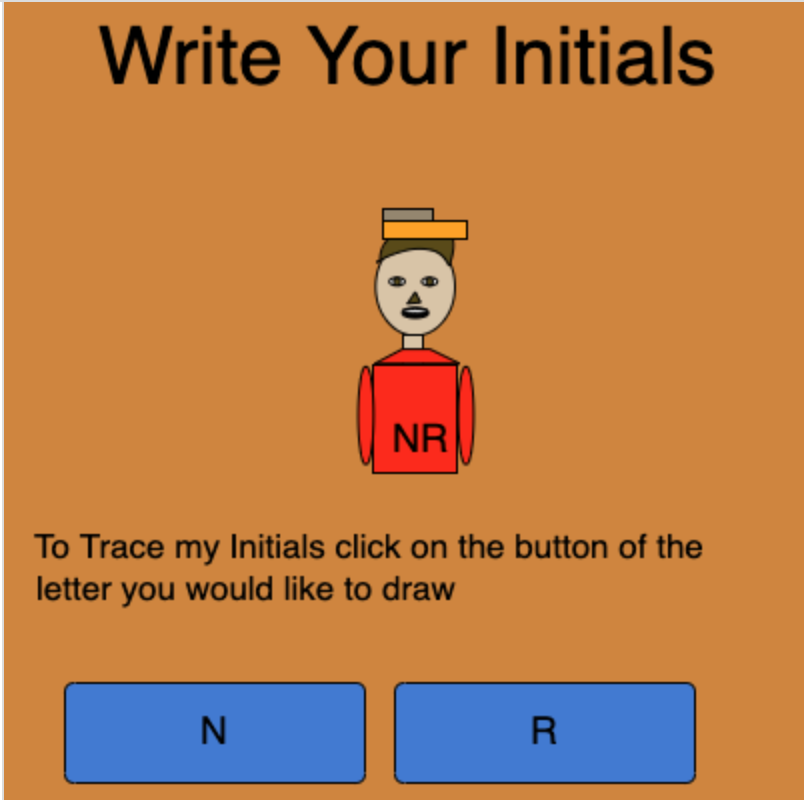 Write Your Initials
NR
To Trace my Initials click on the button of the
letter you would like to draw
N
R